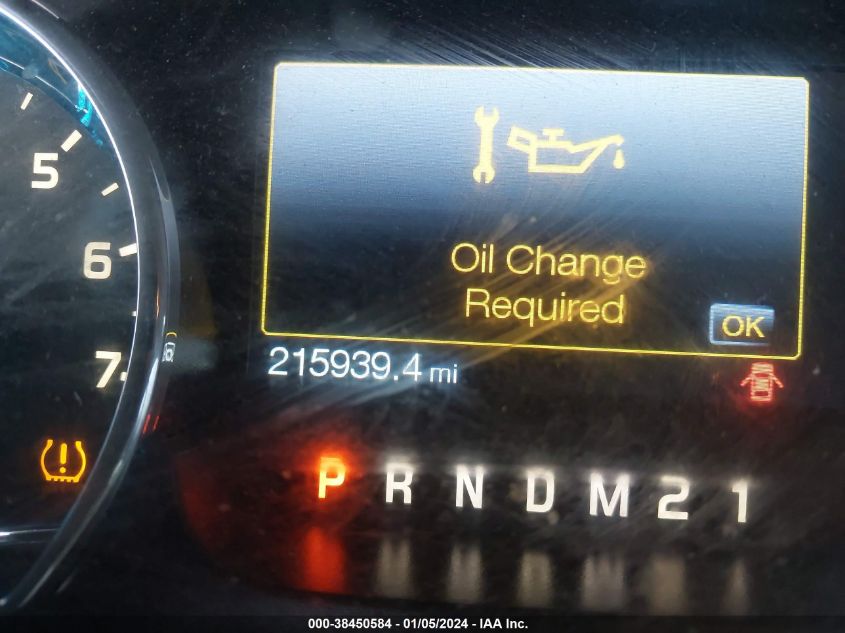 5
6
7
Oil Change
Required
OK
215939.4 mi
P R N D M 2 1
000-38450584 - 01/05/2024 - IAA Inc.